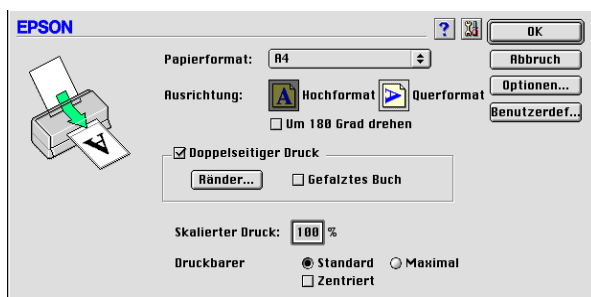 EPSON
?
OK
Papierformat: A4
Abbruch
Ausrichtung: A Hochformat A Querformat
Optionen...
Um 180 Grad drehen
Benutzerdef...
A
Doppelseitiger Druck
Ränder... Gefalztes Buch
Skalierter Druck: 100 %
Druckbarer Standard Maximal
Zentriert